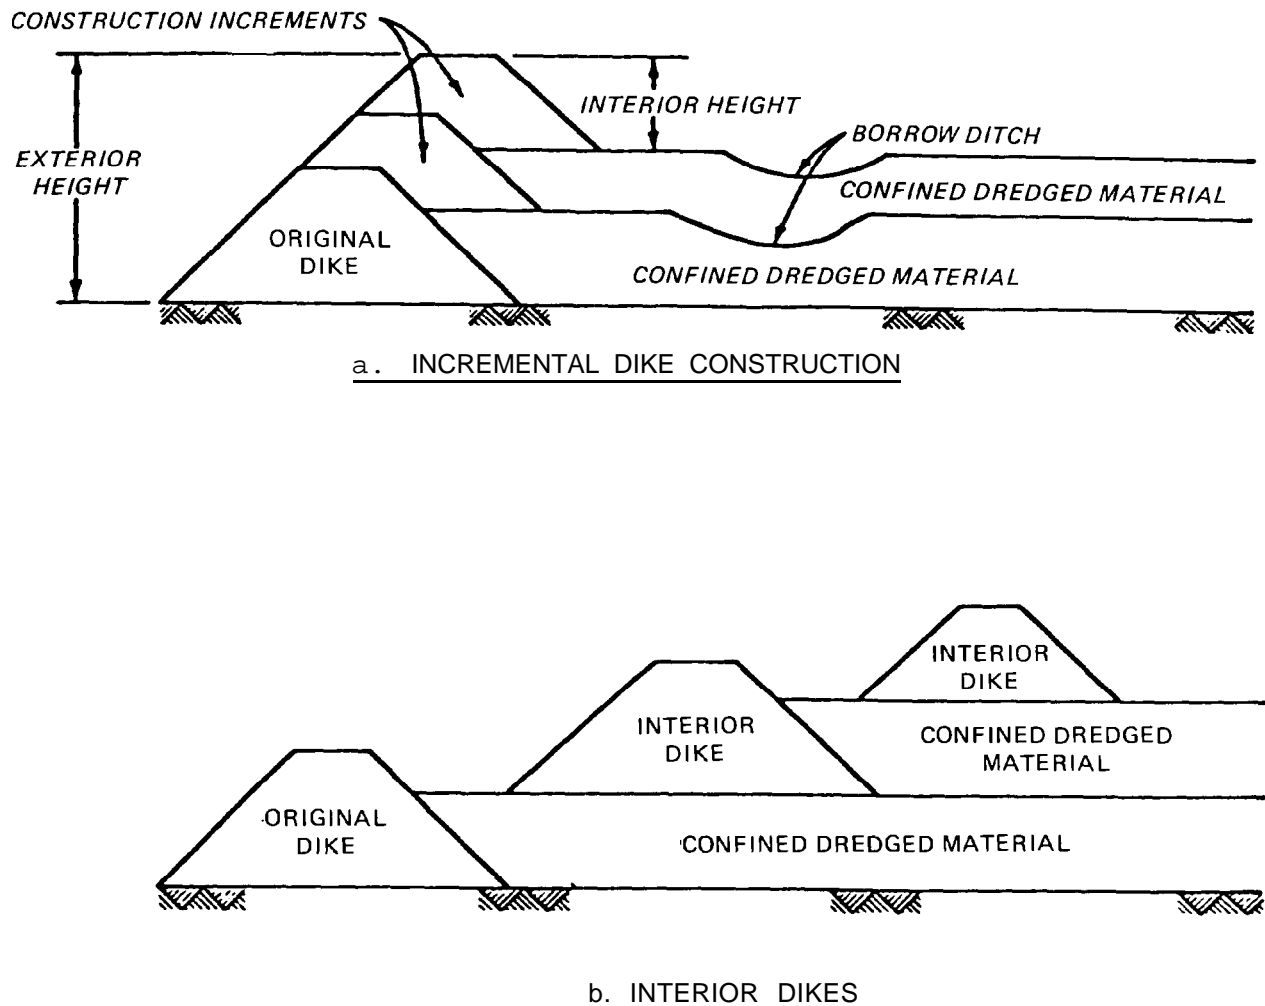 CONSTRUCTION INCREMENTS
INTERIOR HEIGHT
BORROW DITCH
EXTERIOR
HEIGHT
CONFINED DREDGED MATERIAL
ORIGINAL
DIKE
CONFINED DREDGED MATERIAL
a. INCREMENTAL DIKE CONSTRUCTION
INTERIOR
DIKE
INTERIOR
DIKE
CONFINED DREDGED
MATERIAL
ORIGINAL
DIKE
CONFINED DREDGED MATERIAL
b. INTERIOR DIKES